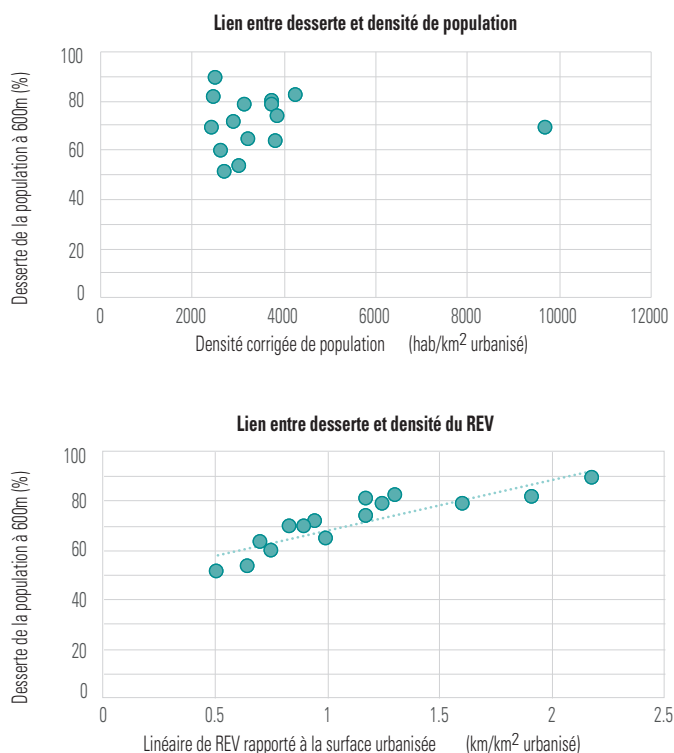 Lien entre desserte et densité de population
Desserte de la population à 600m (%)
100
80
60
40
20
0
0 2000 4000 6000 8000 10000 12000
Densité corrigée de population (hab/km² urbanisé)
Lien entre desserte et densité du REV
Desserte de la population à 600m (%)
100
80
60
40
20
0
0 0.5 1 1.5 2 2.5
Linéaire de REV rapporté à la surface urbanisée (km/km² urbanisé)